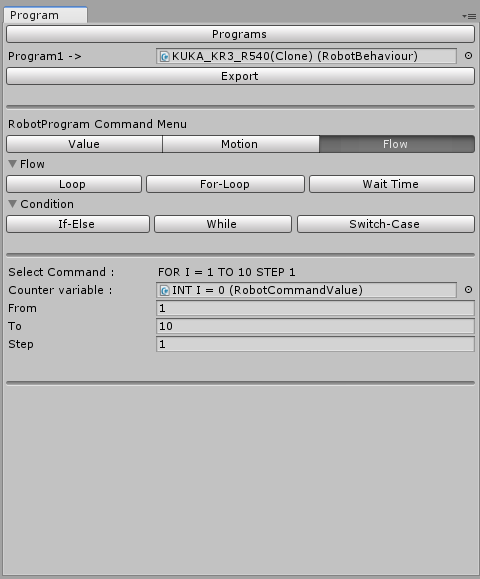 Program
Programs
Program1 -> KUKA_KR3_R540(Clone) (RobotBehaviour)
Export
RobotProgram Command Menu
Value Motion Flow
Flow
Loop For-Loop Wait Time
Condition
If-Else While Switch-Case
Select Command : FOR I = 1 TO 10 STEP 1
Counter variable : INT I = 0 (RobotCommandValue)
From 1
To 10
Step 1